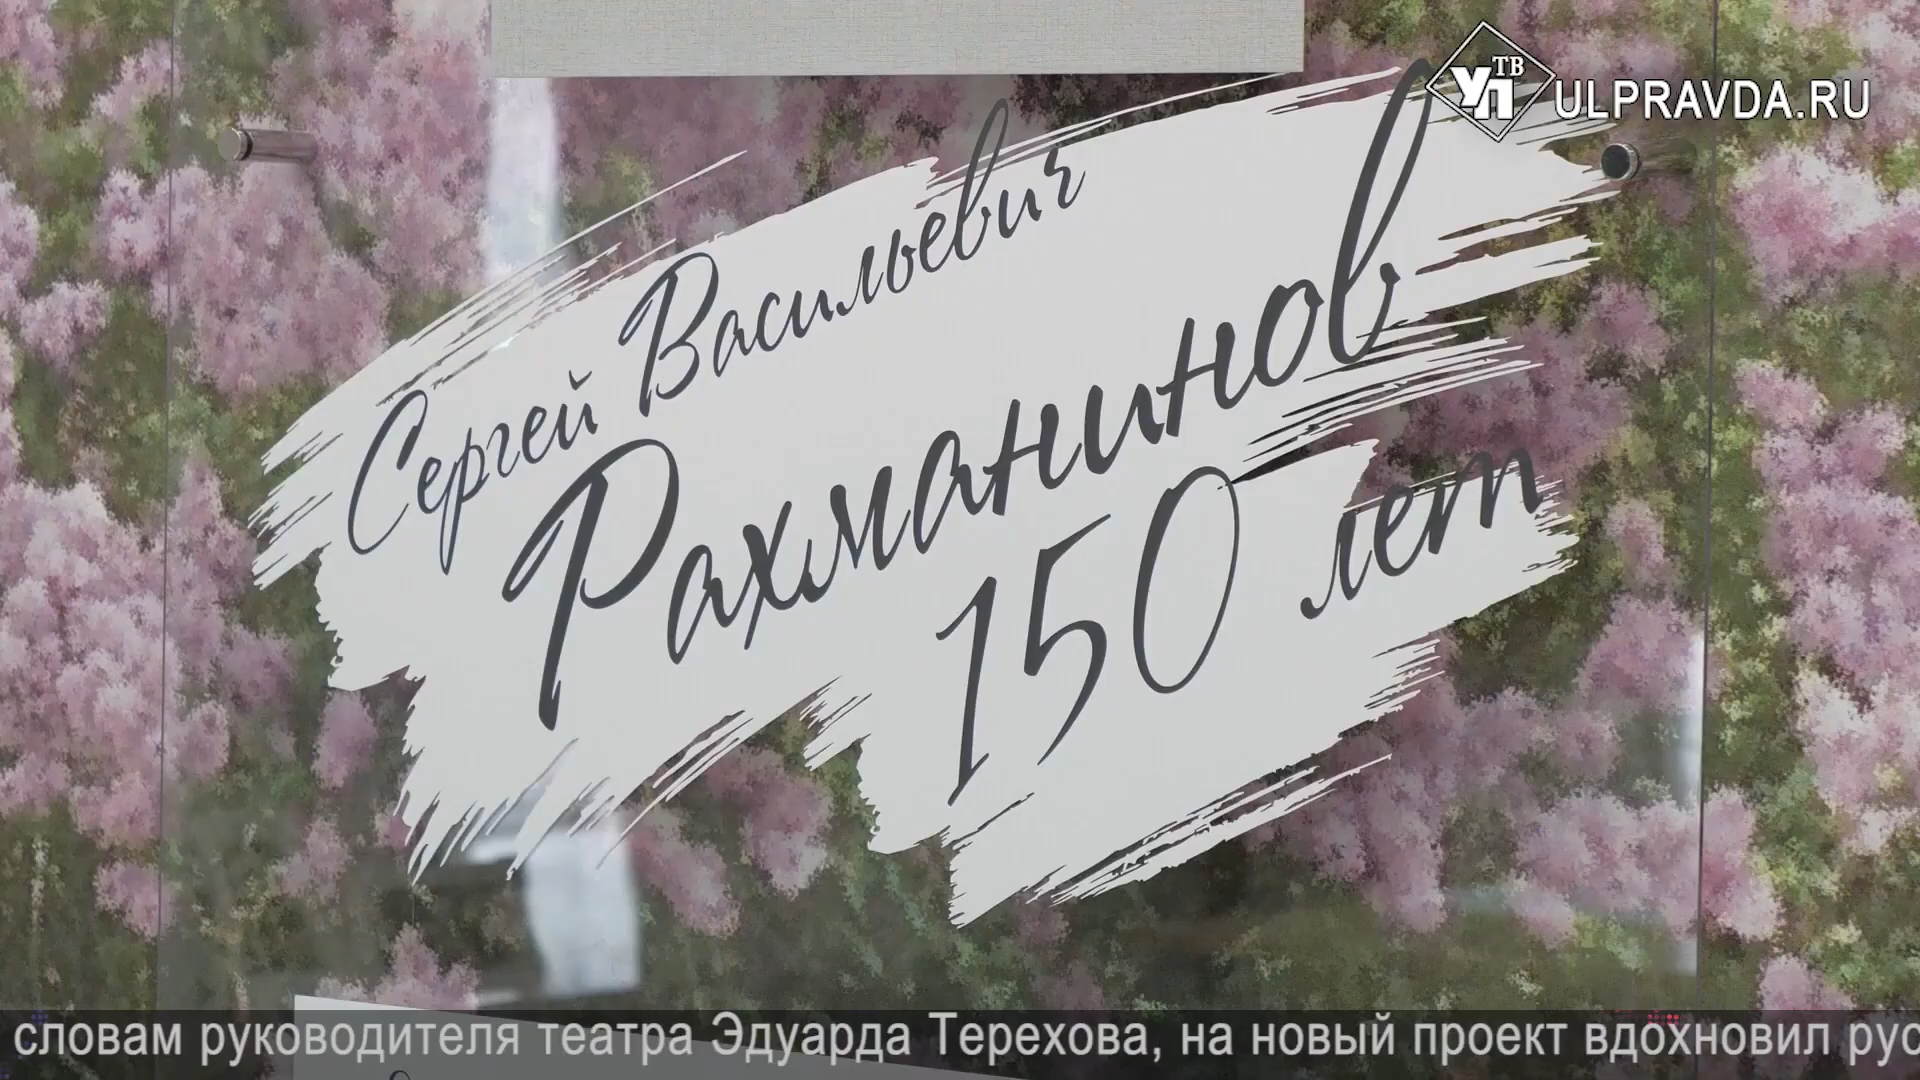 УП ТВ ULPRAVDA.RU
Сергей Васильевич
Рахманинов
150 лет
словам руководителя театра Эдуарда Терехова, на новый проект вдохновил рус